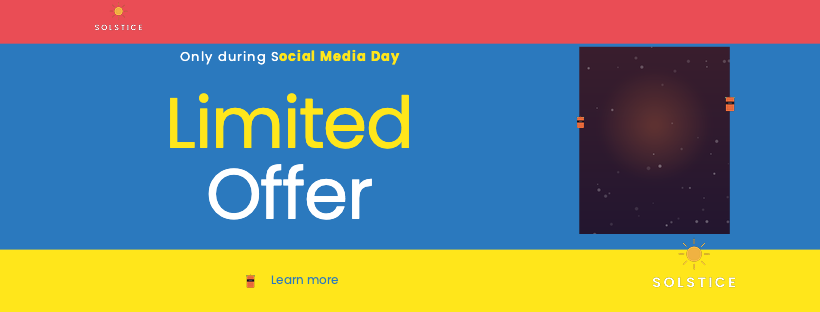 SOLSTICE
Only during Social Media Day
Limited
Offer
Learn more
SOLSTICE